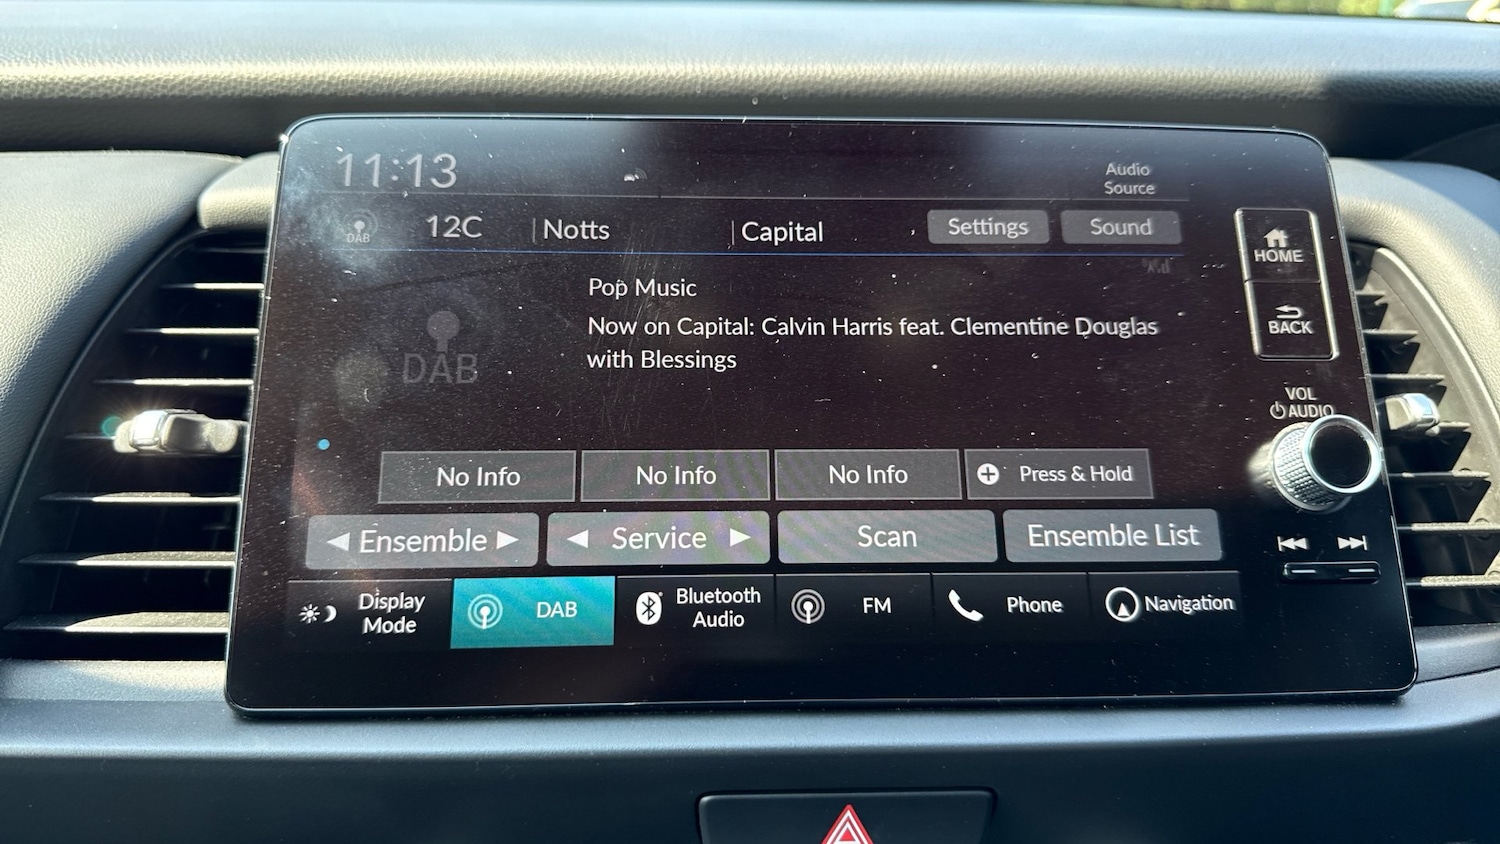 11:13
Audio
Source
DAB
12C
Notts
Capital
Settings
Sound
HOME
Pop Music
Now on Capital: Calvin Harris feat. Clementine Douglas
with Blessings
BACK
DAB
VOL
AUDIO
No Info
No Info
No Info
Press & Hold
Ensemble
Service
Scan
Ensemble List
Display
Mode
DAB
Bluetooth
Audio
FM
Phone
Navigation